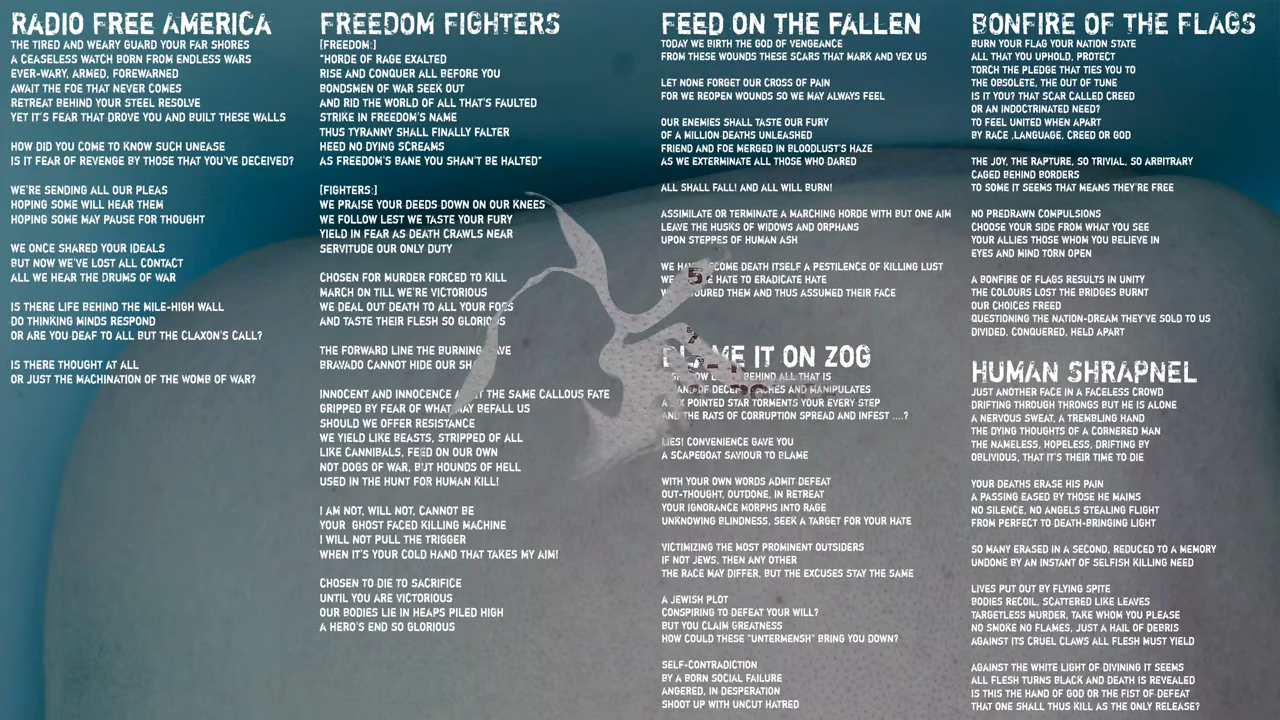 RADIO FREE AMERICA
THE TIRED AND WEARY GUARD YOUR FAR SHORES
A CEASELESS WATCH BORN FROM ENDLESS WARS
EVER-WARY, ARMED, FOREWARNED
AWAIT THE FOE THAT NEVER COMES
RETREAT BEHIND YOUR STEEL RESOLVE
YET IT'S FEAR THAT DROVE YOU AND BUILT THESE WALLS
HOW DID YOU COME TO KNOW SUCH UNEASE
IS IT FEAR OF REVENGE BY THOSE THAT YOU'VE DECEIVED?
WE'RE SENDING ALL OUR PLEAS
HOPING SOME WILL HEAR THEM
HOPING SOME MAY PAUSE FOR THOUGHT
WE ONCE SHARED YOUR IDEALS
BUT NOW WE'VE LOST ALL CONTACT
ALL WE HEAR THE DRUMS OF WAR
IS THERE LIFE BEHIND THE MILE-HIGH WALL
DO THINKING MINDS RESPOND
OR ARE YOU DEAF TO ALL BUT THE CLAXON'S CALL?
IS THERE THOUGHT AT ALL
OR JUST THE MACHINATION OF THE WOMB OF WAR?
FREEDOM FIGHTERS
[FREEDOM:]
"HORDE OF RAGE EXALTED
RISE AND CONQUER ALL BEFORE YOU
BONDSMEN OF WAR SEEK OUT
AND RID THE WORLD OF ALL THAT'S FAULTED
STRIKE IN FREEDOM'S NAME
THUS TYRANNY SHALL FINALLY FALTER
HEED NO DYING SCREAMS
AS FREEDOM'S BANE YOU SHAN'T BE HALTED"
[FIGHTERS:]
WE PRAISE YOUR DEEDS DOWN ON OUR KNEES
WE FOLLOW LEST WE TASTE YOUR FURY
YIELD IN FEAR AS DEATH CRAWLS NEAR
SERVITUDE OUR ONLY DUTY
CHOSEN FOR MURDER FORCED TO KILL
MARCH ON TILL WE'RE VICTORIOUS
WE DEAL OUT DEATH TO ALL YOUR FOES
AND TASTE THEIR FLESH SO GLORIOUS
THE FORWARD LINE THE BURNING
BRAVADO CANNOT HIDE OUR
INNOCENT AND INNOCENCE THE SAME CALLOUS FATE
GRIPPED BY FEAR OF WHAT MAY BEFALL US
SHOULD WE OFFER RESISTANCE
WE YIELD LIKE BEASTS, STRIPPED OF ALL
LIKE CANNIBALS, FEED ON OUR OWN
NOT DOGS OF WAR, BUT HOUNDS OF HELL
USED IN THE HUNT FOR HUMAN KILL!
I AM NOT, WILL NOT, CANNOT BE
YOUR GHOST FACED KILLING MACHINE
I WILL NOT PULL THE TRIGGER
WHEN IT'S YOUR COLD HAND THAT TAKES MY AIM!
CHOSEN TO DIE TO SACRIFICE
UNTIL YOU ARE VICTORIOUS
OUR BODIES LIE IN HEAPS PILED HIGH
A HERO'S END SO GLORIOUS
FEED ON THE FALLEN
TODAY WE BIRTH THE GOD OF VENGEANCE
FROM THESE WOUNDS THESE SCARS THAT MARK AND VEX US
LET NONE FORGET OUR CROSS OF PAIN
FOR WE REOPEN WOUNDS SO WE MAY ALWAYS FEEL
OUR ENEMIES SHALL TASTE OUR FURY
OF A MILLION DEATHS UNLEASHED
FRIEND AND FOE MERGED IN BLOODLUST'S HAZE
AS WE EXTERMINATE ALL THOSE WHO DARED
ALL SHALL FALL! AND ALL WILL BURN!
ASSIMILATE OR TERMINATE A MARCHING HORDE WITH BUT ONE AIM
LEAVE THE HUSKS OF WIDOWS AND ORPHANS
UPON STEPPES OF HUMAN ASH
WE DEATH ITSELF A PESTILENCE OF KILLING LUST
HATE TO ERADICATE HATE
THEM AND THUS ASSUMED THEIR FACE
5
IT ON ZOG
BEHIND ALL THAT IS
AND MANIPULATES
POINTED STAR TORMENTS YOUR EVERY STEP
AND THE RATS OF CORRUPTION SPREAD AND INFEST ....?
LIES! CONVENIENCE GAVE YOU
A SCAPEGOAT SAVIOUR TO BLAME
WITH YOUR OWN WORDS ADMIT DEFEAT
OUT-THOUGHT, OUTDONE, IN RETREAT
YOUR IGNORANCE MORPHS INTO RAGE
UNKNOWING BLINDNESS, SEEK A TARGET FOR YOUR HATE
VICTIMIZING THE MOST PROMINENT OUTSIDERS
IF NOT JEWS, THEN ANY OTHER
THE RACE MAY DIFFER, BUT THE EXCUSES STAY THE SAME
A JEWISH PLOT
CONSPIRING TO DEFEAT YOUR WILL?
BUT YOU CLAIM GREATNESS
HOW COULD THESE "UNTERMENSH" BRING YOU DOWN?
SELF-CONTRADICTION
BY A BORN SOCIAL FAILURE
ANGERED, IN DESPERATION
SHOOT UP WITH UNCUT HATRED
BONFIRE OF THE FLAGS
BURN YOUR FLAG YOUR NATION STATE
ALL THAT YOU UPHOLD, PROTECT
TORCH THE PLEDGE THAT TIES YOU TO
THE OBSOLETE, THE OUT OF TUNE
IS IT YOU? THAT SCAR CALLED CREED
OR AN INDOCTRINATED NEED?
TO FEEL UNITED WHEN APART
BY RACE ,LANGUAGE, CREED OR GOD
THE JOY, THE RAPTURE, SO TRIVIAL, SO ARBITRARY
CAGED BEHIND BORDERS
TO SOME IT SEEMS THAT MEANS THEY'RE FREE
NO PREDRAWN COMPULSIONS
CHOOSE YOUR SIDE FROM WHAT YOU SEE
YOUR ALLIES THOSE WHOM YOU BELIEVE IN
EYES AND MIND TORN OPEN
A BONFIRE OF FLAGS RESULTS IN UNITY
THE COLOURS LOST THE BRIDGES BURNT
OUR CHOICES FREED
QUESTIONING THE NATION-DREAM THEY'VE SOLD TO US
DIVIDED, CONQUERED, HELD APART
HUMAN SHRAPNEL
JUST ANOTHER FACE IN A FACELESS CROWD
DRIFTING THROUGH THRONGS BUT HE IS ALONE
A NERVOUS SWEAT, A TREMBLING HAND
THE DYING THOUGHTS OF A CORNERED MAN
THE NAMELESS, HOPELESS, DRIFTING BY
OBLIVIOUS, THAT IT'S THEIR TIME TO DIE
YOUR DEATHS ERASE HIS PAIN
A PASSING EASED BY THOSE HE MAIMS
NO SILENCE, NO ANGELS STEALING FLIGHT
FROM PERFECT TO DEATH-BRINGING LIGHT
SO MANY ERASED IN A SECOND, REDUCED TO A MEMORY
UNDONE BY AN INSTANT OF SELFISH KILLING NEED
LIVES PUT OUT BY FLYING SPITE
BODIES RECOIL, SCATTERED LIKE LEAVES
TARGETLESS MURDER, TAKE WHOM YOU PLEASE
NO SMOKE NO FLAMES, JUST A HAIL OF DEBRIS
AGAINST ITS CRUEL CLAWS ALL FLESH MUST YIELD
AGAINST THE WHITE LIGHT OF DIVINING IT SEEMS
ALL FLESH TURNS BLACK AND DEATH IS REVEALED
IS THIS THE HAND OF GOD OR THE FIST OF DEFEAT
THAT ONE SHALL THUS KILL AS THE ONLY RELEASE?